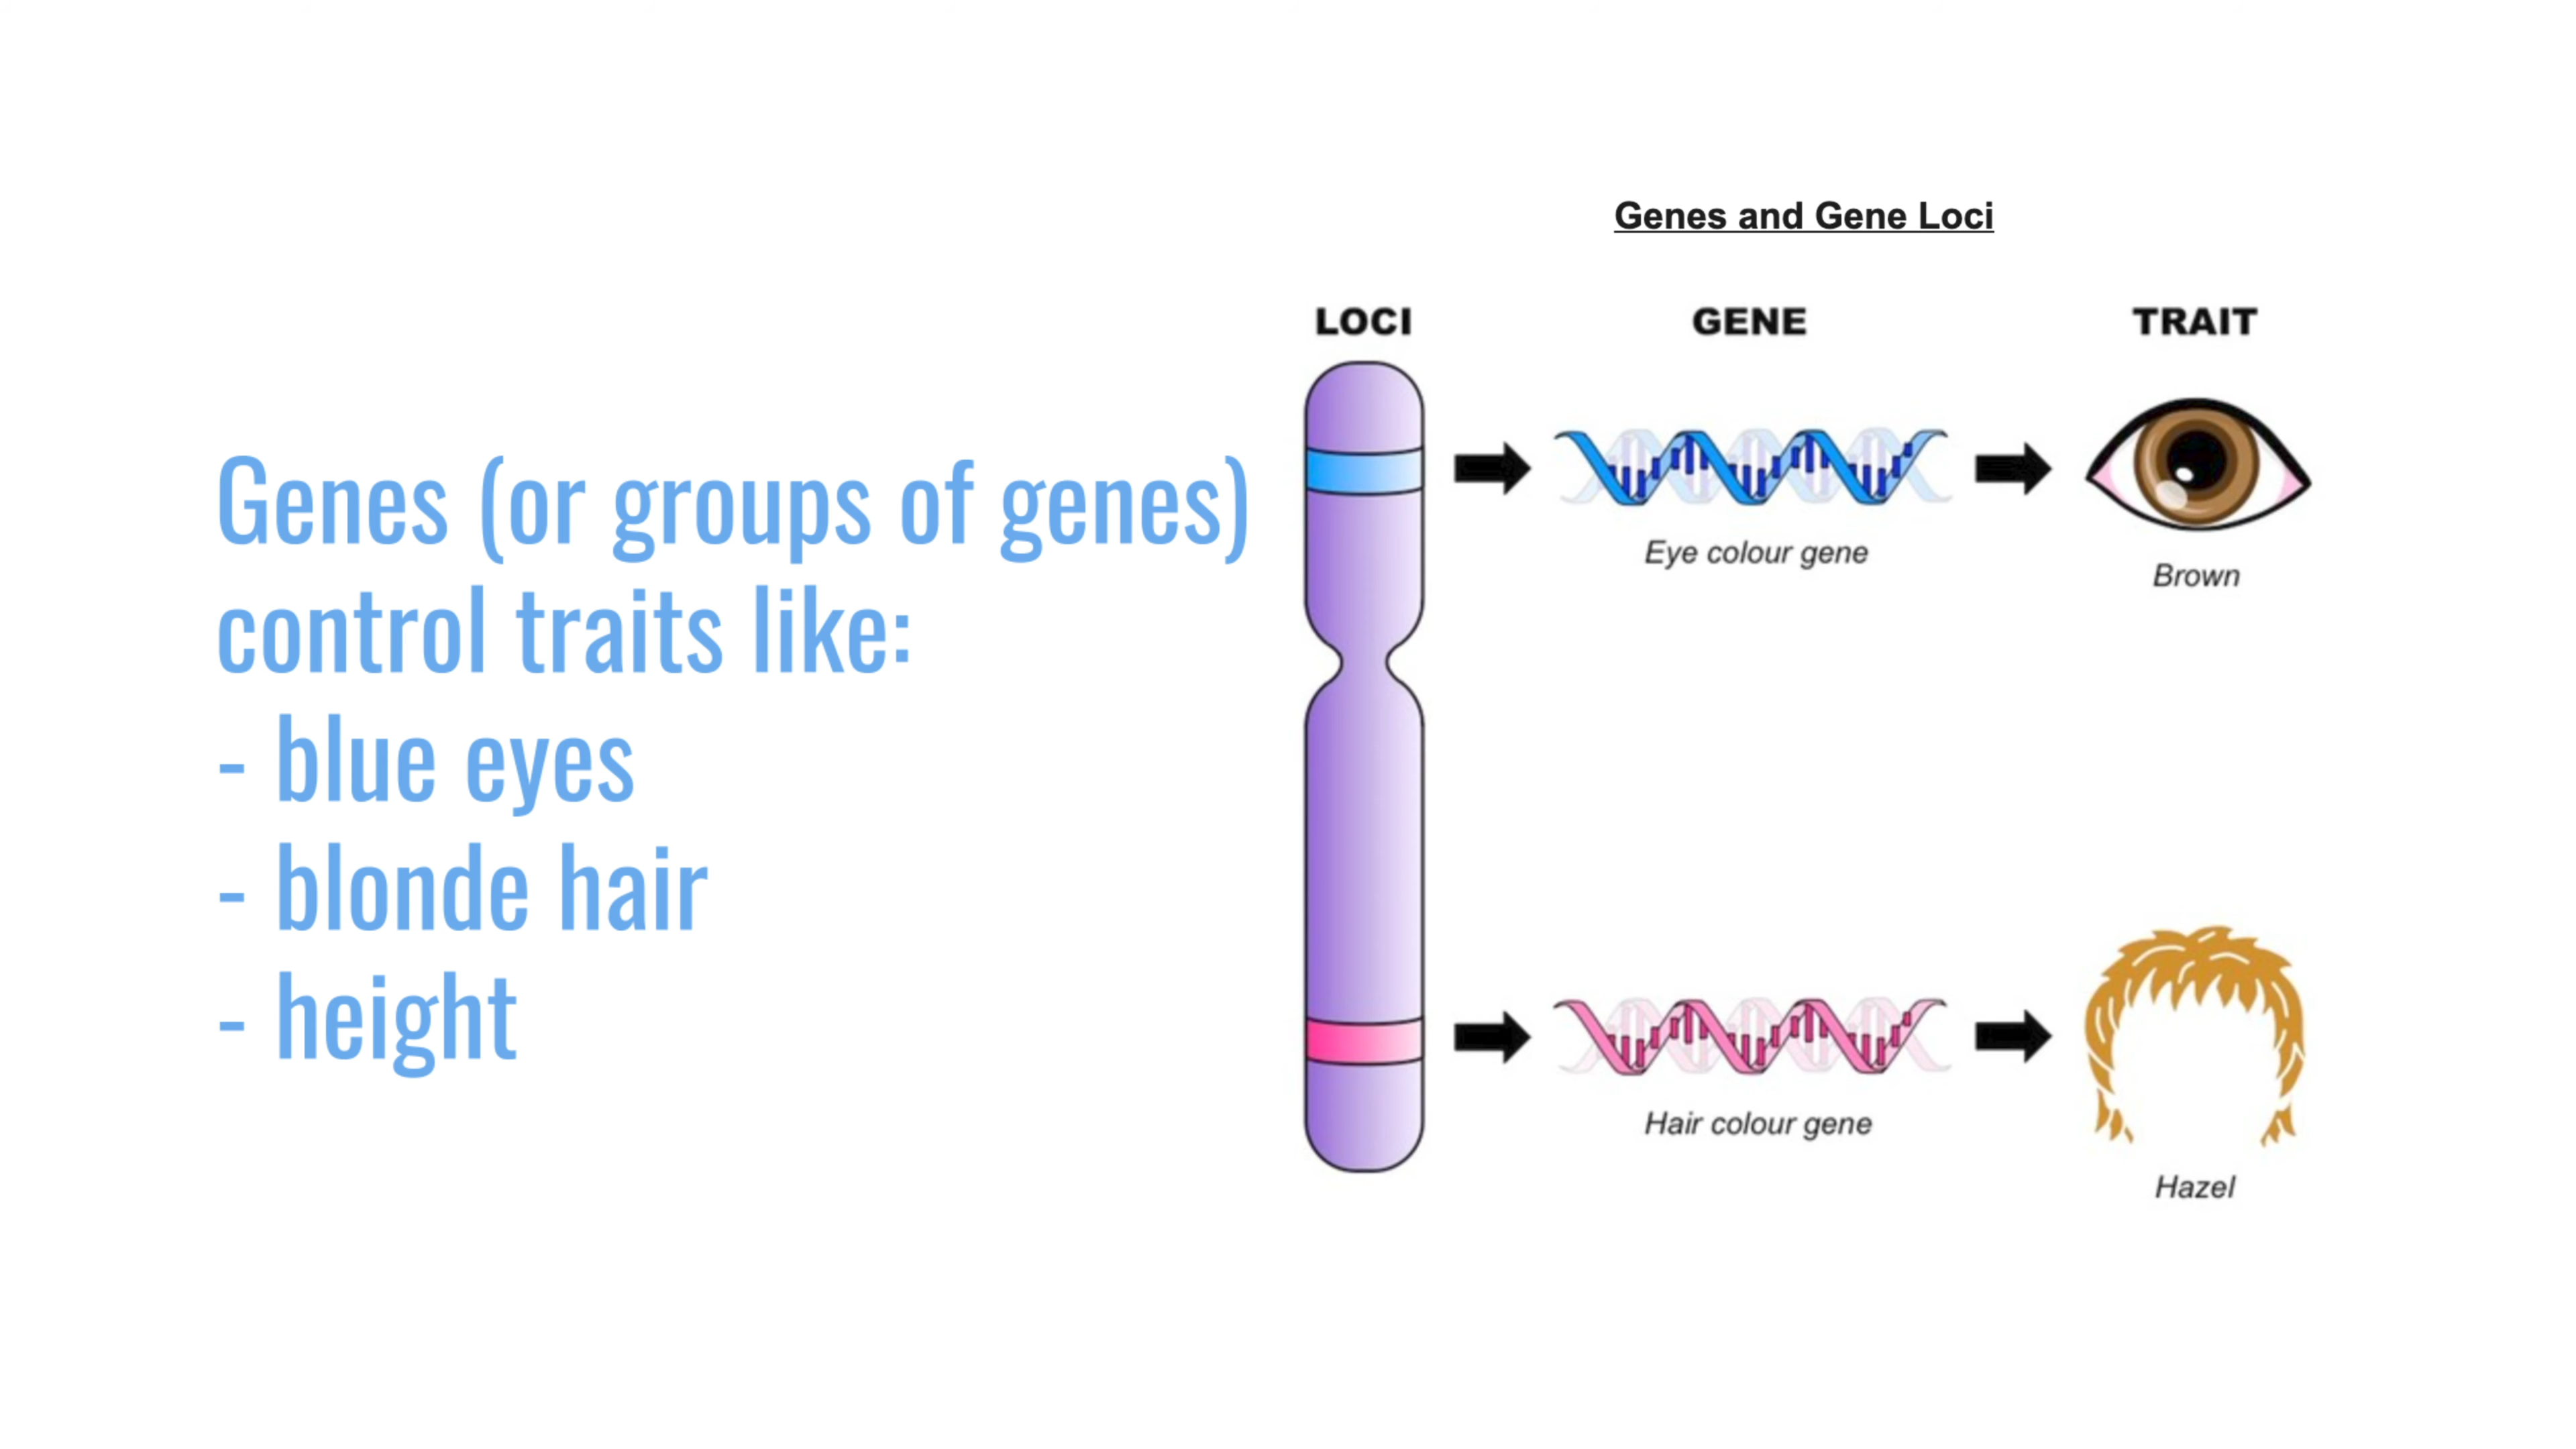 Genes (or groups of genes)
control traits like:
- blue eyes
- blonde hair
- height
Genes and Gene Loci
LOCI GENE TRAIT
Eye colour gene
Brown
Hair colour gene
Hazel